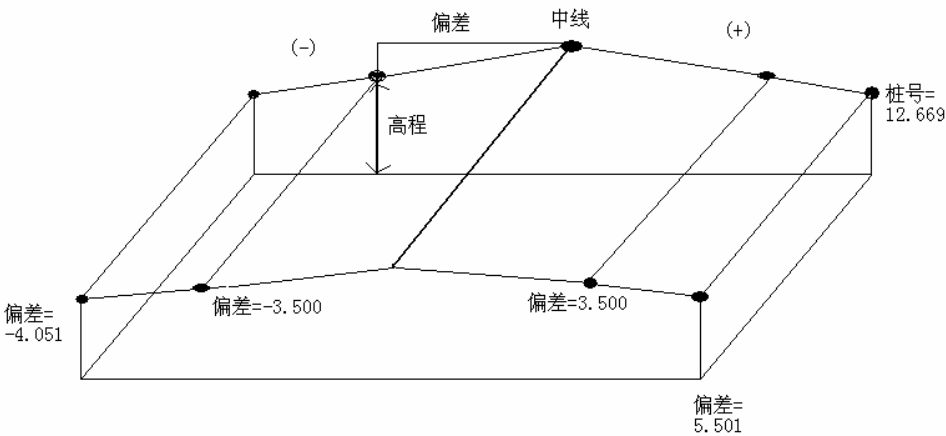 中线
偏差
(-)
(+)
桩号=
12.669
高程
偏差=-3.500
偏差=3.500
偏差=
-4.051
偏差=
5.501